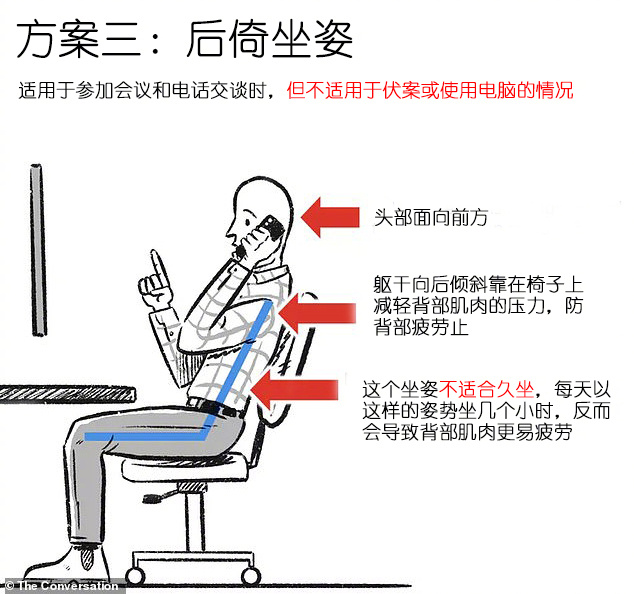 方案三：后倚坐姿
适用于参加会议和电话交谈时，但不适用于伏案或使用电脑的情况
头部面向前方
躯干向后倾斜靠在椅子上
减轻背部肌肉的压力，防
背部疲劳止
这个坐姿不适合久坐，每天以
这样的姿势坐几个小时，反而
会导致背部肌肉更易疲劳
© The Conversation